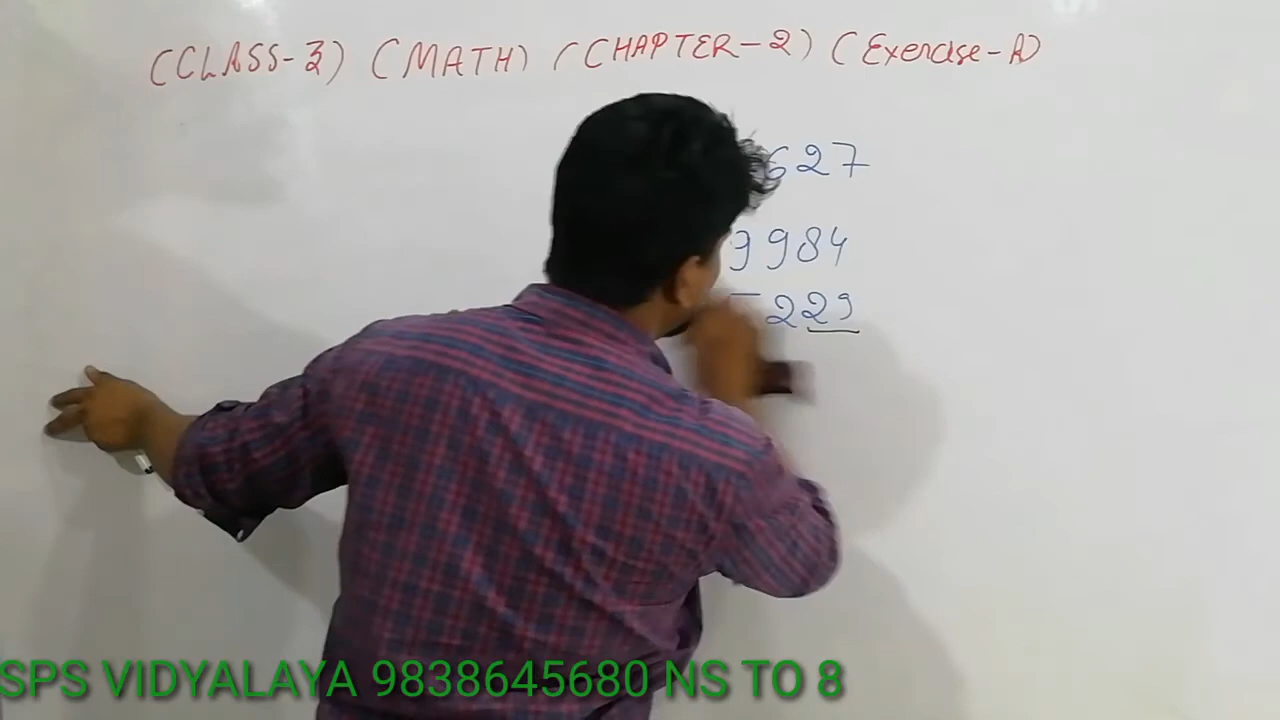 (CLASS-3) (MATH) (CHAPTER-2) (Exercise-A)
627
9984
229
SPS VIDYALAYA 9838645680 NS TO 8